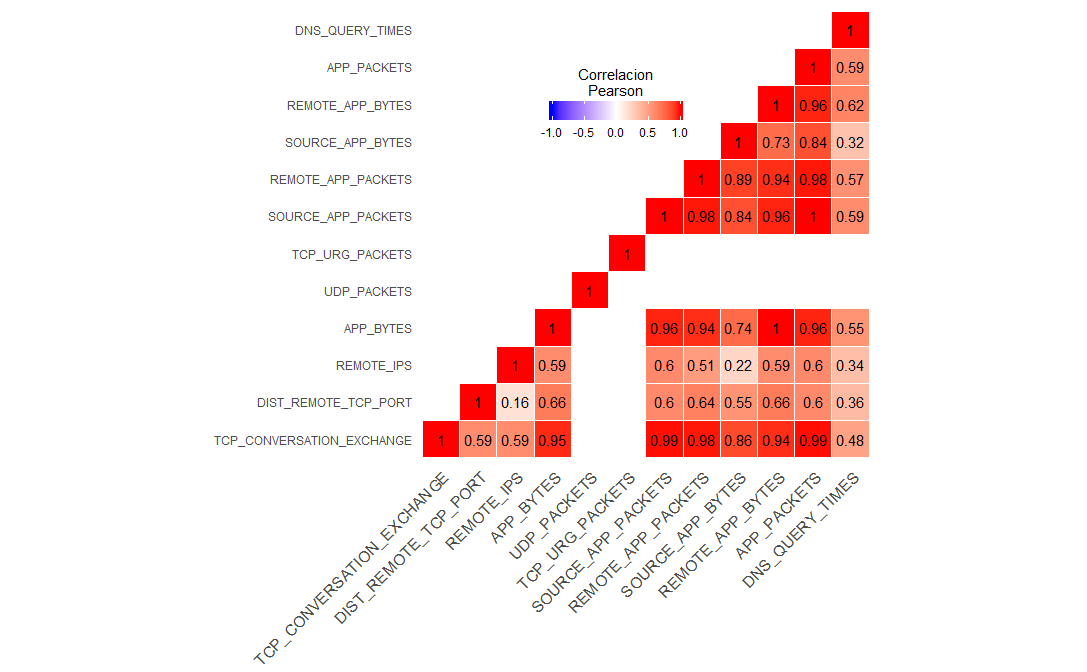 DNS_QUERY_TIMES 1
APP_PACKETS 1 0.59
Correlacion
Pearson
-1.0 -0.5 0.0 0.5 1.0
REMOTE_APP_BYTES 1 0.96 0.62
SOURCE_APP_BYTES 1 0.73 0.84 0.32
REMOTE_APP_PACKETS 1 0.89 0.94 0.98 0.57
SOURCE_APP_PACKETS 1 0.98 0.84 0.96 1 0.59
TCP_URG_PACKETS 1
UDP_PACKETS 1
APP_BYTES 1 0.96 0.94 0.74 1 0.96 0.55
REMOTE_IPS 1 0.59 0.6 0.51 0.22 0.59 0.6 0.34
DIST_REMOTE_TCP_PORT 1 0.16 0.66 0.6 0.64 0.55 0.66 0.6 0.36
TCP_CONVERSATION_EXCHANGE 1 0.59 0.59 0.95 0.99 0.98 0.86 0.94 0.99 0.48
TCP_CONVERSATION_EXCHANGE
DIST_REMOTE_TCP_PORT
REMOTE_IPS
APP_BYTES
UDP_PACKETS
TCP_URG_PACKETS
SOURCE_APP_PACKETS
REMOTE_APP_PACKETS
SOURCE_APP_BYTES
REMOTE_APP_BYTES
APP_PACKETS
DNS_QUERY_TIMES